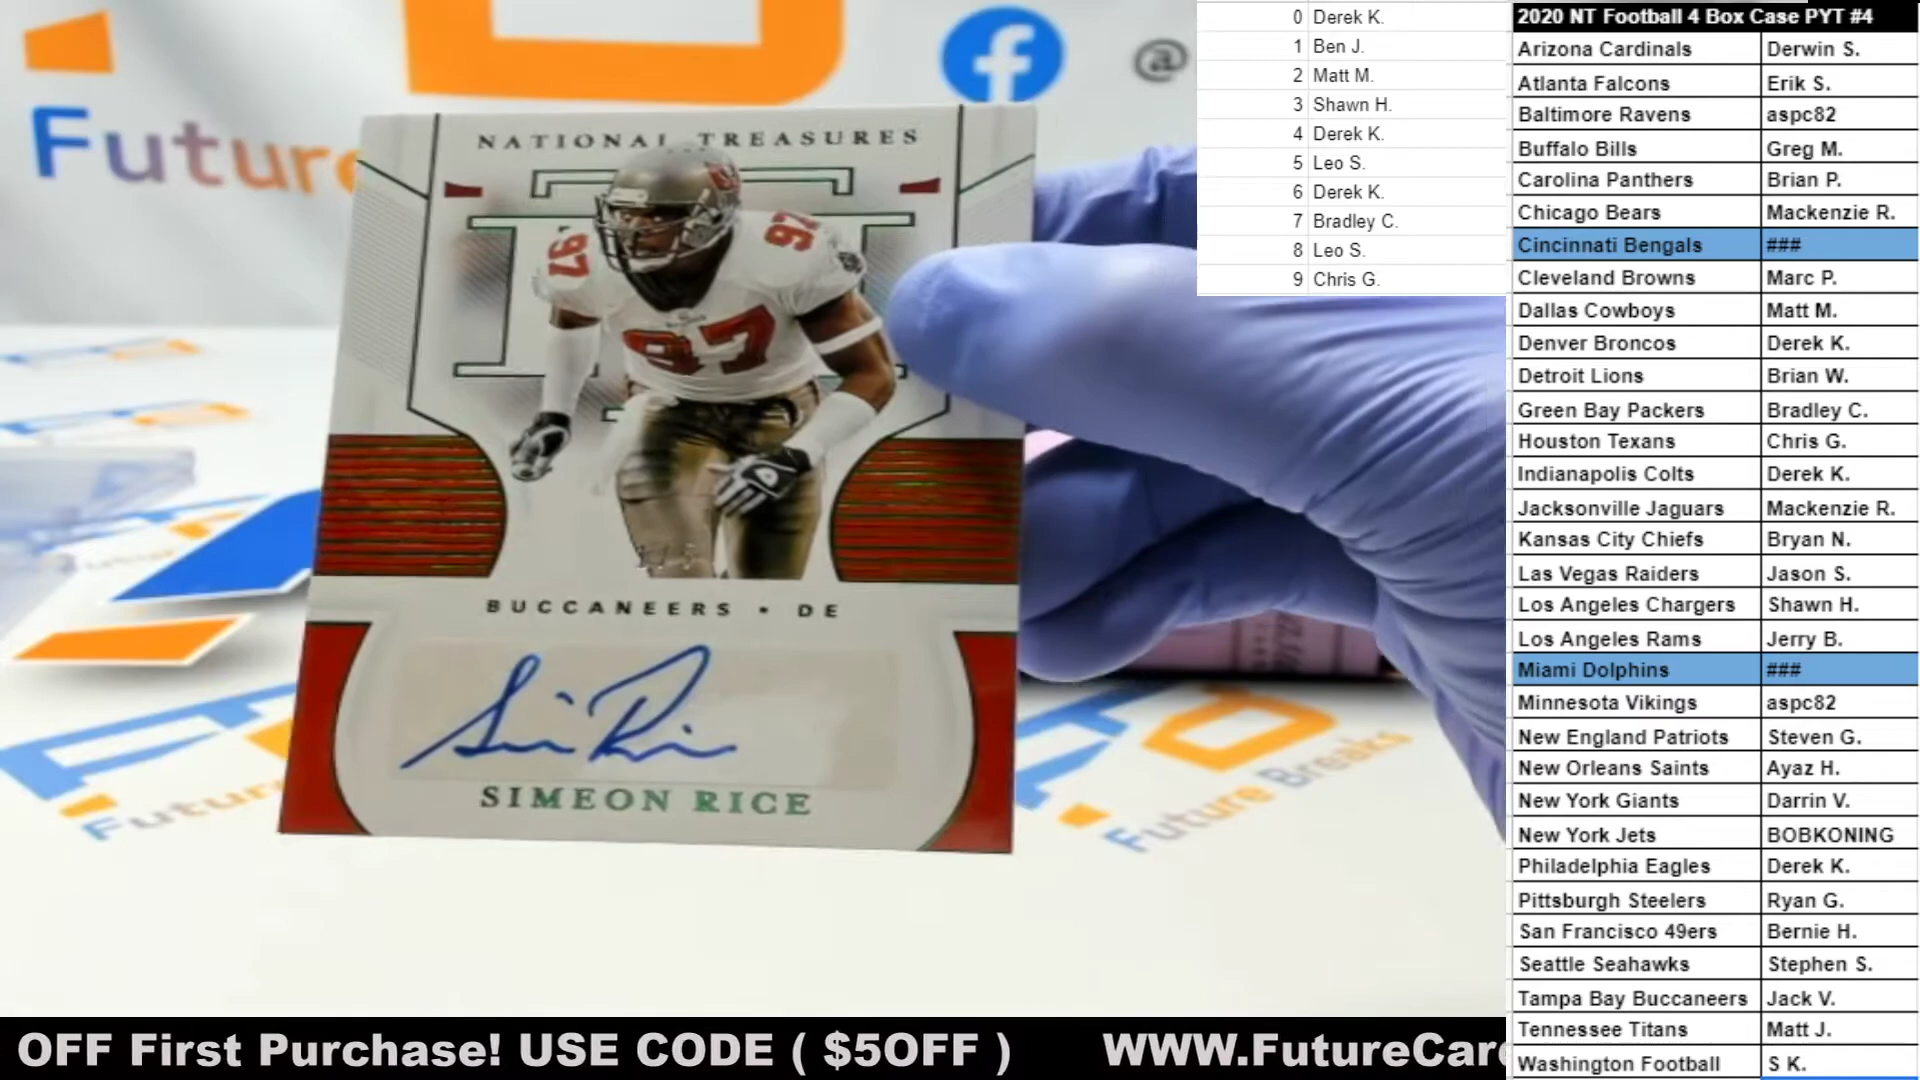 Future
@
NATIONAL TREASURES
97
97
97
BUCCANEERS • DE
SIMEON RICE
Future Breaks
0 Derek K.
1 Ben J.
2 Matt M.
3 Shawn H.
4 Derek K.
5 Leo S.
6 Derek K.
7 Bradley C.
8 Leo S.
9 Chris G.
2020 NT Football 4 Box Case PYT #4
Arizona Cardinals Derwin S.
Atlanta Falcons Erik S.
Baltimore Ravens aspc82
Buffalo Bills Greg M.
Carolina Panthers Brian P.
Chicago Bears Mackenzie R.
Cincinnati Bengals ###
Cleveland Browns Marc P.
Dallas Cowboys Matt M.
Denver Broncos Derek K.
Detroit Lions Brian W.
Green Bay Packers Bradley C.
Houston Texans Chris G.
Indianapolis Colts Derek K.
Jacksonville Jaguars Mackenzie R.
Kansas City Chiefs Bryan N.
Las Vegas Raiders Jason S.
Los Angeles Chargers Shawn H.
Los Angeles Rams Jerry B.
Miami Dolphins ###
Minnesota Vikings aspc82
New England Patriots Steven G.
New Orleans Saints Ayaz H.
New York Giants Darrin V.
New York Jets BOBKONING
Philadelphia Eagles Derek K.
Pittsburgh Steelers Ryan G.
San Francisco 49ers Bernie H.
Seattle Seahawks Stephen S.
Tampa Bay Buccaneers Jack V.
Tennessee Titans Matt J.
Washington Football S K.
OFF First Purchase! USE CODE ( $5OFF ) WWW.FutureCar